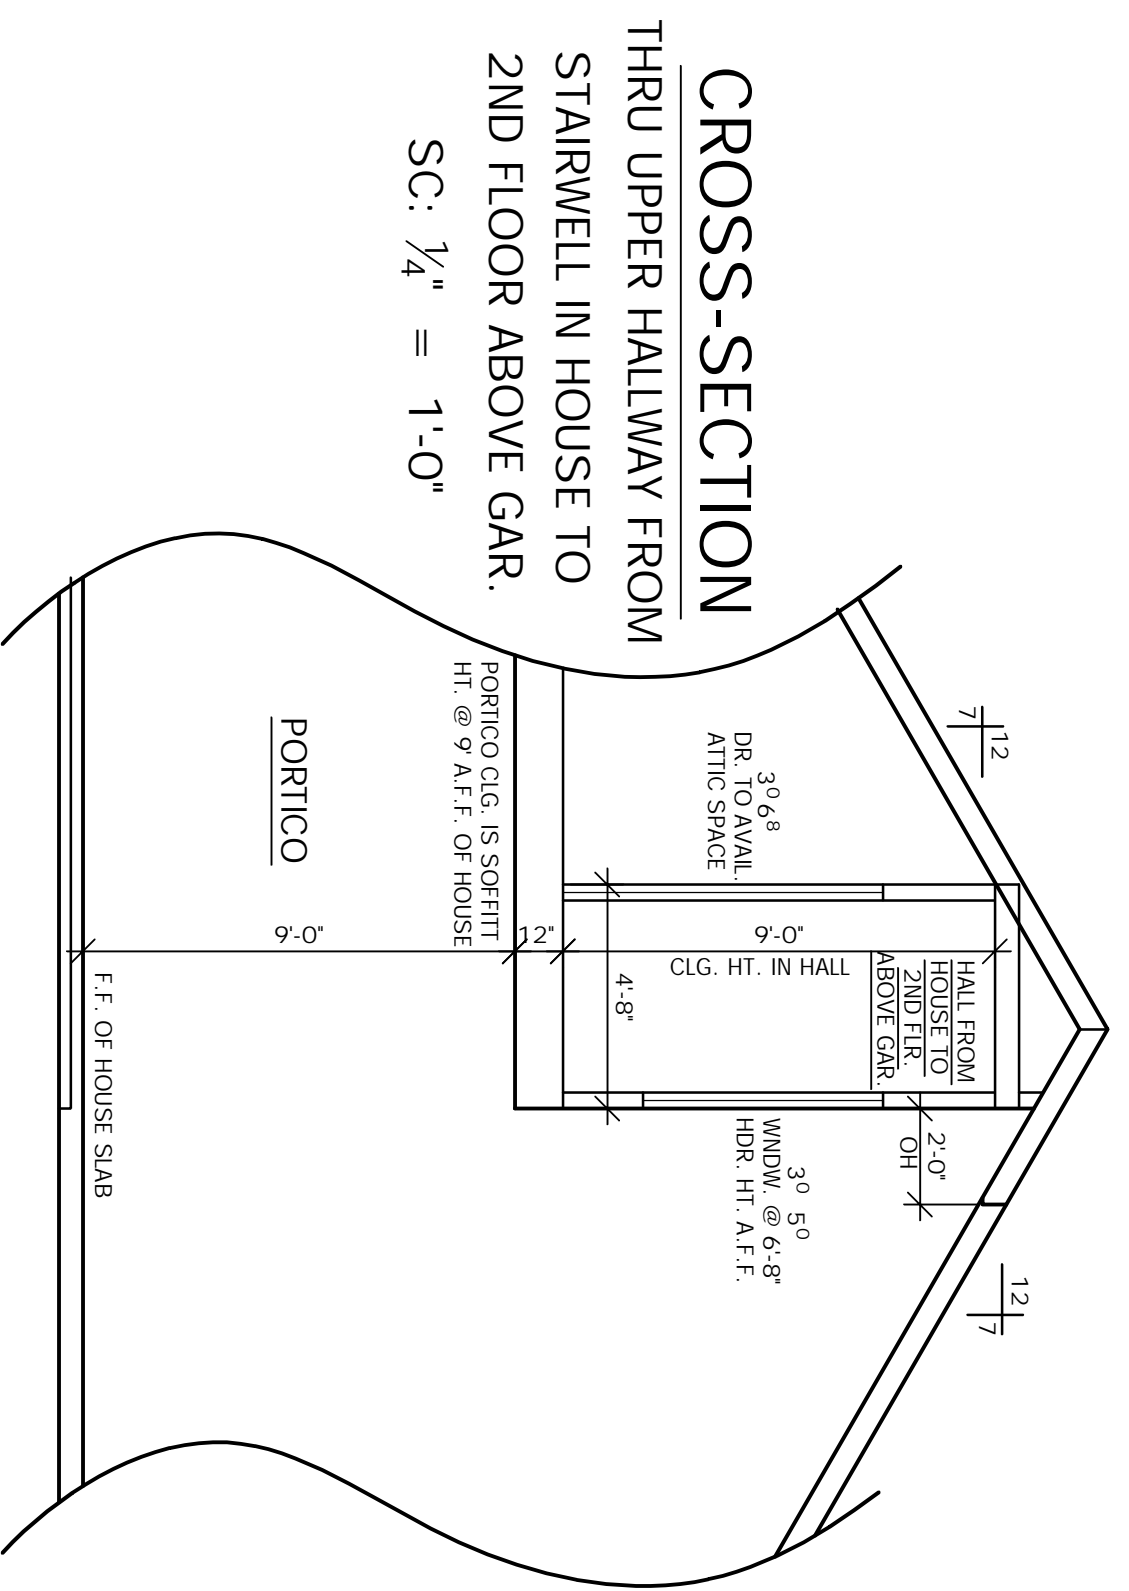 CROSS-SECTION
THRU UPPER HALLWAY FROM
STAIRWELL IN HOUSE TO
2ND FLOOR ABOVE GAR.
SC: ¼" = 1'-0"
12
7
12
7
3⁰ 6⁸
DR. TO AVAIL.
ATTIC SPACE
HALL FROM
HOUSE TO
2ND FLR.
ABOVE GAR.
2'-0"
OH
3⁰ 5⁰
WNDW. @ 6'-8"
HDR. HT. A.F.F.
9'-0"
CLG. HT. IN HALL
4'-8"
12"
PORTICO CLG. IS SOFFITT
HT. @ 9' A.F.F. OF HOUSE
9'-0"
PORTICO
F.F. OF HOUSE SLAB